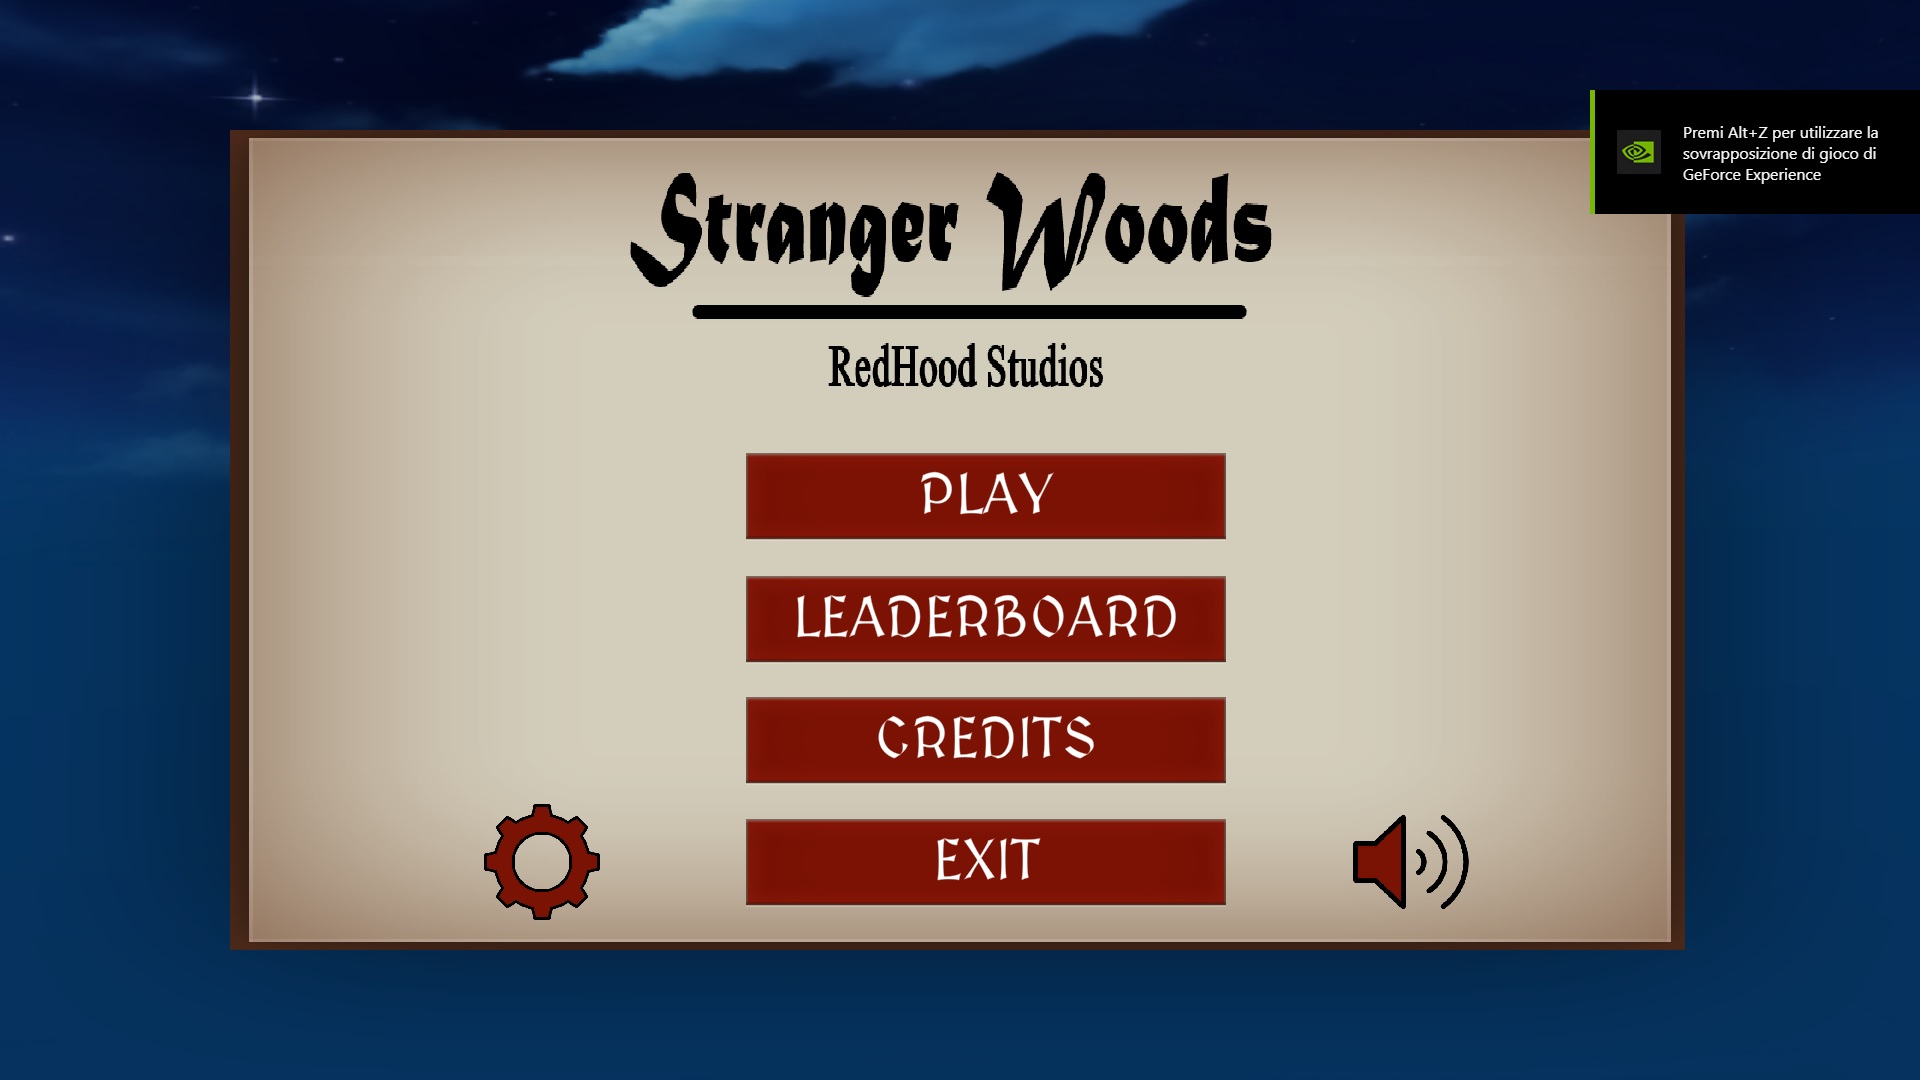 Stranger Woods
RedHood Studios
PLAY
LEADERBOARD
CREDITS
EXIT
Premi Alt+Z per utilizzare la
sovrapposizione di gioco di
GeForce Experience